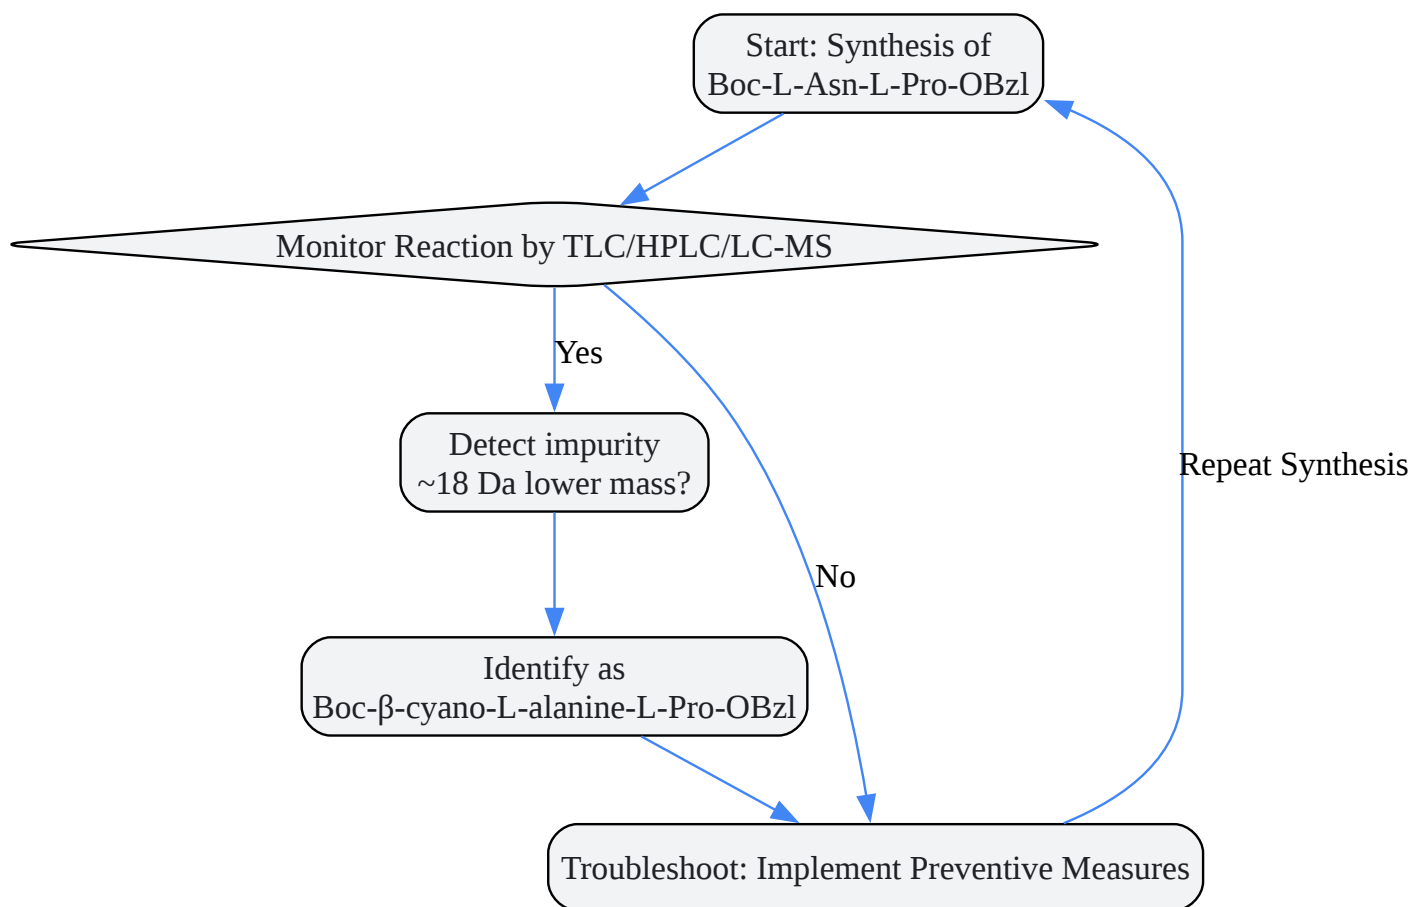 Start: Synthesis of
Boc-L-Asn-L-Pro-OBzl
Monitor Reaction by TLC/HPLC/LC-MS
Yes
Detect impurity
~18 Da lower mass?
Repeat Synthesis
No
Identify as
Boc-β-cyano-L-alanine-L-Pro-OBzl
Troubleshoot: Implement Preventive Measures